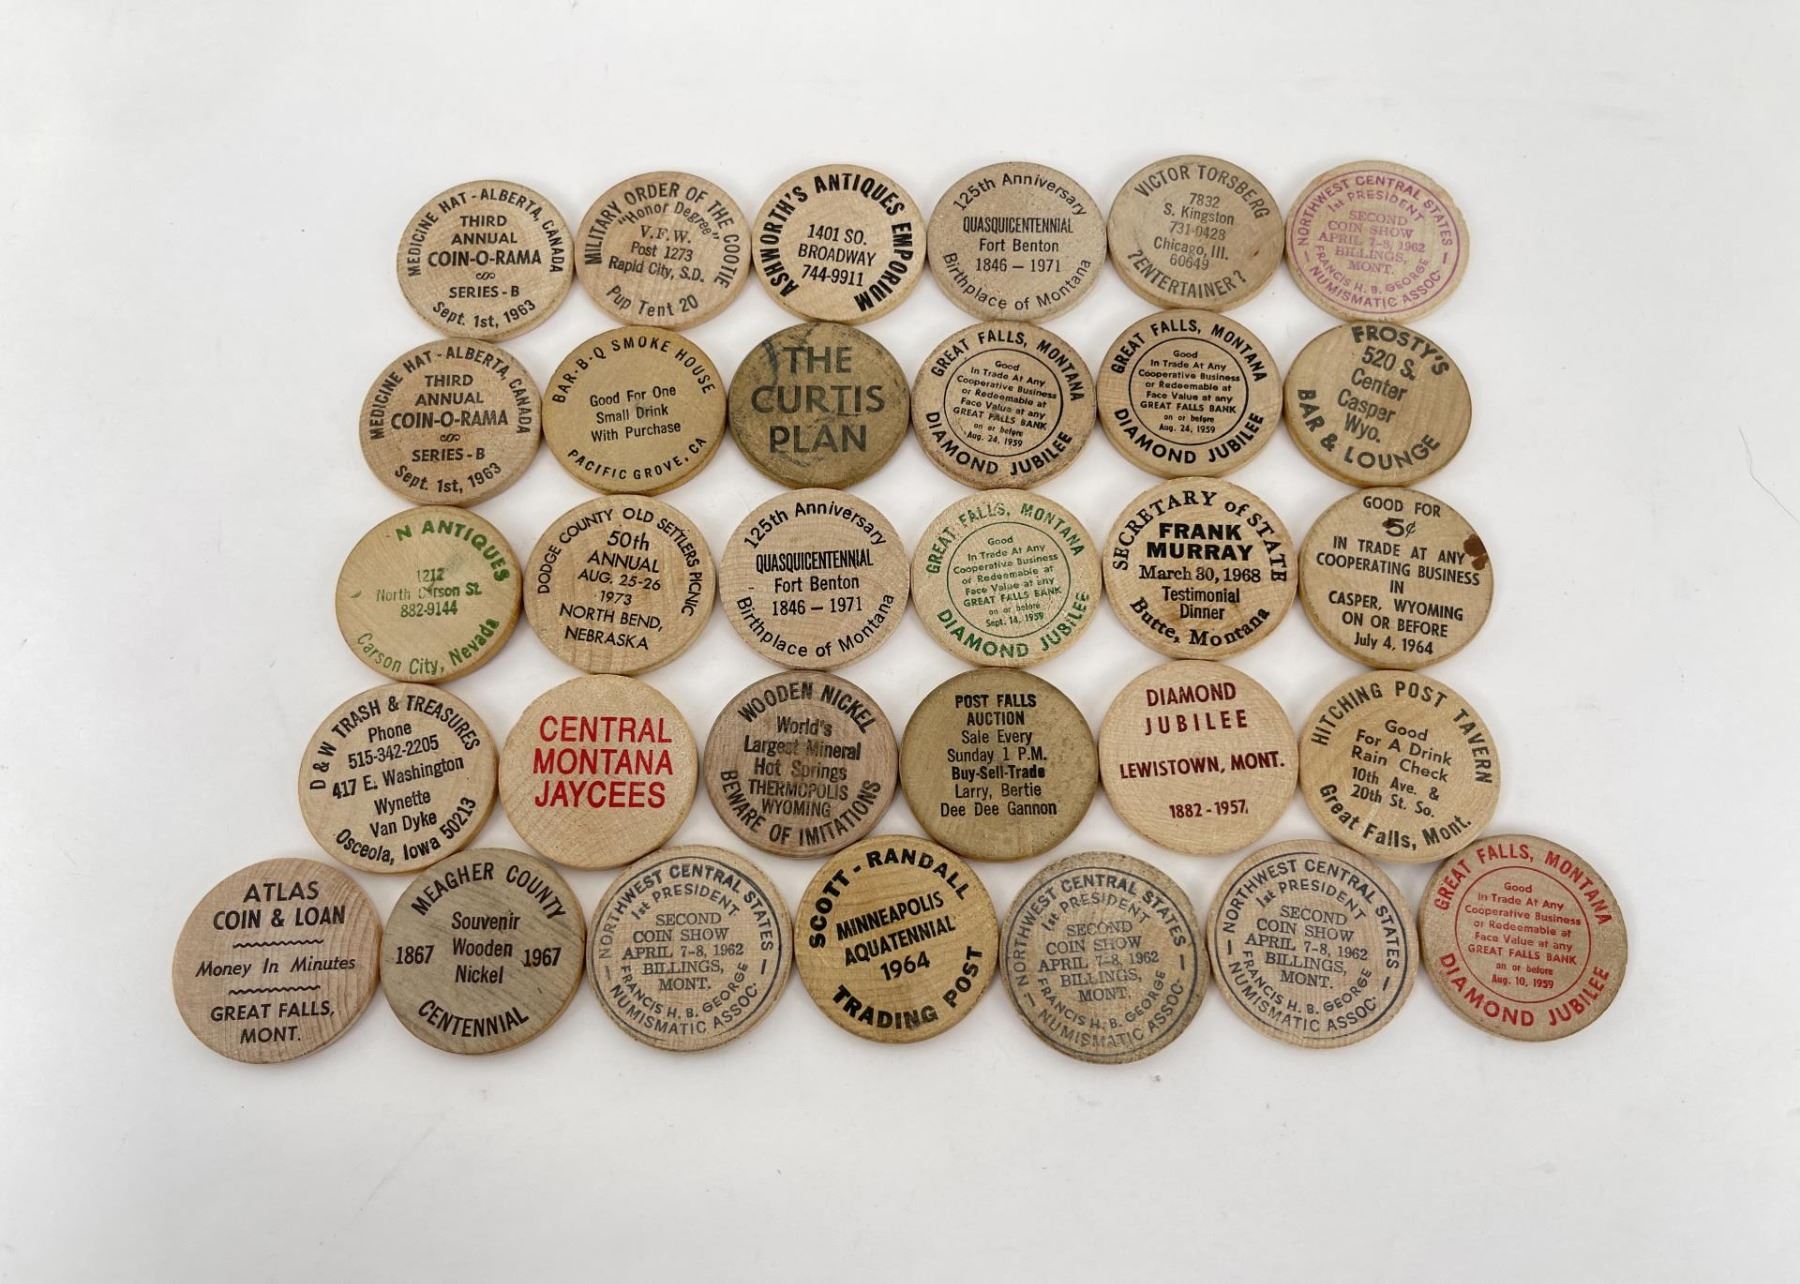 MEDICINE HAT - ALBERTA, CANADA
THIRD
ANNUAL
COIN-O-RAMA
SERIES - B
Sept. 1st, 1963
MILITARY ORDER OF THE COOTIE
"Honor Degree"
V.F.W.
Post 1273
Rapid City, S.D.
Pup Tent 20
ASHWORTH'S ANTIQUES EMPORIUM
1401 SO.
BROADWAY
744-9911
125th Anniversary
QUASQUICENTENNIAL
Fort Benton
1846 - 1971
Birthplace of Montana
VICTOR TORSBERG
7832
S. Kingston
731-0428
Chicago, Ill.
60649
?ENTERTAINER?
NORTHWEST CENTRAL STATES
1st PRESIDENT
SECOND
COIN SHOW
APRIL 7-8, 1962
BILLINGS,
MONT.
FRANCIS H. B. GEORGE
NUMISMATIC ASSOC.
MEDICINE HAT - ALBERTA, CANADA
THIRD
ANNUAL
COIN-O-RAMA
SERIES - B
Sept. 1st, 1963
BAR-B-Q SMOKE HOUSE
Good For One
Small Drink
With Purchase
PACIFIC GROVE, CA
THE
CURTIS
PLAN
GREAT FALLS, MONTANA
Good
In Trade At Any
Cooperative Business
or Redeemable at
Face Value at any
GREAT FALLS BANK
on or before
Aug. 24, 1959
DIAMOND JUBILEE
GREAT FALLS, MONTANA
Good
In Trade At Any
Cooperative Business
or Redeemable at
Face Value at any
GREAT FALLS BANK
on or before
Aug. 24, 1959
DIAMOND JUBILEE
FROSTY'S
520 S.
Center
Casper
Wyo.
BAR & LOUNGE
N ANTIQUES
1212
North Carson St.
882-9144
Carson City, Nevada
DODGE COUNTY OLD SETTLERS PICNIC
50th
ANNUAL
AUG. 25-26
1973
NORTH BEND,
NEBRASKA
125th Anniversary
QUASQUICENTENNIAL
Fort Benton
1846 - 1971
Birthplace of Montana
GREAT FALLS, MONTANA
Good
In Trade At Any
Cooperative Business
or Redeemable at
Face Value at any
GREAT FALLS BANK
on or before
Sept. 14, 1959
DIAMOND JUBILEE
SECRETARY of STATE
FRANK
MURRAY
March 30, 1968
Testimonial
Dinner
Butte, Montana
GOOD FOR
5¢
IN TRADE AT ANY
COOPERATING BUSINESS
IN
CASPER, WYOMING
ON OR BEFORE
July 4, 1964
D & W TRASH & TREASURES
Phone
515-342-2205
417 E. Washington
Wynette
Van Dyke
Osceola, Iowa 50213
CENTRAL
MONTANA
JAYCEES
WOODEN NICKEL
World's
Largest Mineral
Hot Springs
THERMOPOLIS
WYOMING
BEWARE OF IMITATIONS
POST FALLS
AUCTION
Sale Every
Sunday 1 P.M.
Buy-Sell-Trade
Larry, Bertie
Dee Dee Gannon
DIAMOND
JUBILEE
LEWISTOWN, MONT.
1882 - 1957
HITCHING POST TAVERN
Good
For A Drink
Rain Check
10th Ave. &
20th St. So.
Great Falls, Mont.
ATLAS
COIN & LOAN
Money In Minutes
GREAT FALLS,
MONT.
MEAGHER COUNTY
Souvenir
1867 Wooden 1967
Nickel
CENTENNIAL
NORTHWEST CENTRAL STATES
1st PRESIDENT
SECOND
COIN SHOW
APRIL 7-8, 1962
BILLINGS,
MONT.
FRANCIS H. B. GEORGE
NUMISMATIC ASSOC.
SCOTT - RANDALL
MINNEAPOLIS
AQUATENNIAL
1964
TRADING POST
NORTHWEST CENTRAL STATES
1st PRESIDENT
SECOND
COIN SHOW
APRIL 7-8, 1962
BILLINGS,
MONT.
FRANCIS H. B. GEORGE
NUMISMATIC ASSOC.
NORTHWEST CENTRAL STATES
1st PRESIDENT
SECOND
COIN SHOW
APRIL 7-8, 1962
BILLINGS,
MONT.
FRANCIS H. B. GEORGE
NUMISMATIC ASSOC.
GREAT FALLS, MONTANA
Good
In Trade At Any
Cooperative Business
or Redeemable at
Face Value at any
GREAT FALLS BANK
on or before
Aug. 10, 1959
DIAMOND JUBILEE